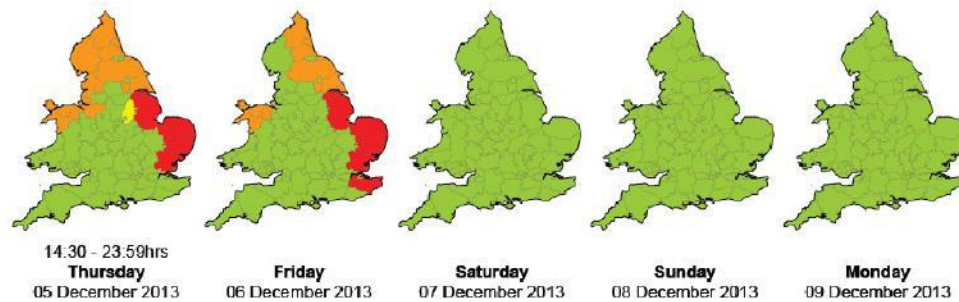 14:30 - 23:59hrs
Thursday Friday Saturday Sunday Monday
05 December 2013 06 December 2013 07 December 2013 08 December 2013 09 December 2013